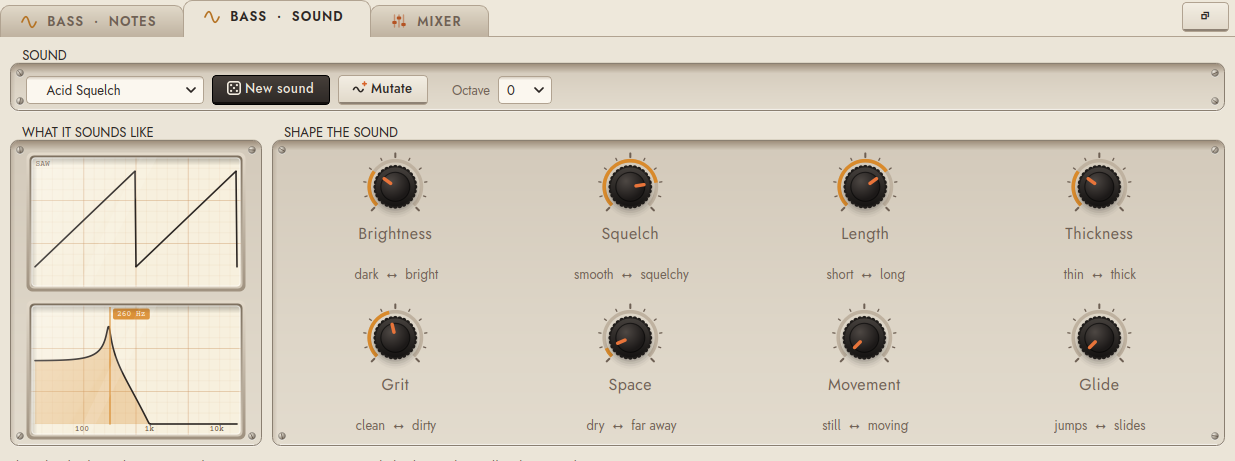 BASS · NOTES
BASS · SOUND
MIXER
SOUND
Acid Squelch
New sound
Mutate
Octave
0
WHAT IT SOUNDS LIKE
SHAPE THE SOUND
SAW
Brightness
Squelch
Length
Thickness
dark ↔ bright
smooth ↔ squelchy
short ↔ long
thin ↔ thick
260 Hz
100
1k
10k
Grit
Space
Movement
Glide
clean ↔ dirty
dry ↔ far away
still ↔ moving
jumps ↔ slides